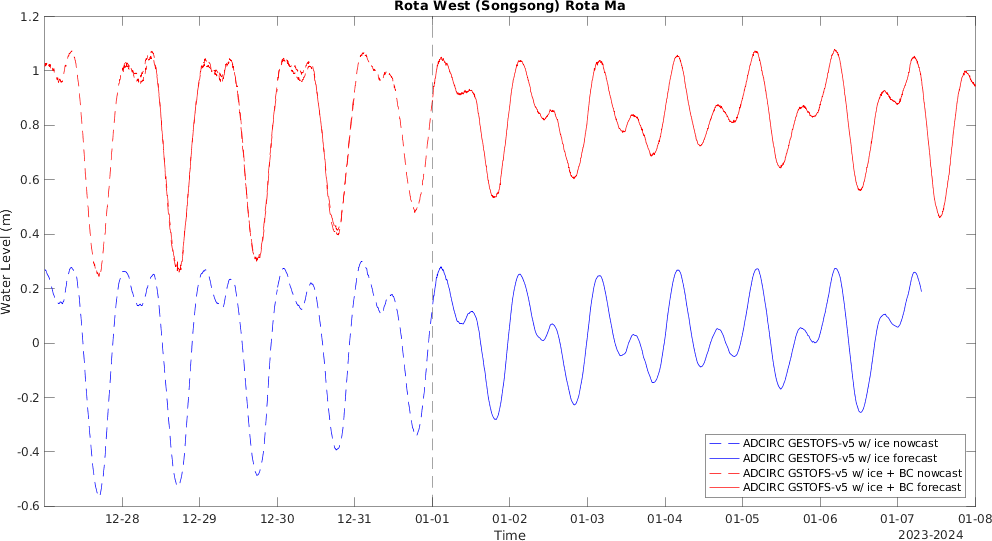 Rota West (Songsong) Rota Ma
Water Level (m)
1.2
1
0.8
0.6
0.4
0.2
0
-0.2
-0.4
-0.6
ADCIRC GESTOFS-v5 w/ ice nowcast
ADCIRC GESTOFS-v5 w/ ice forecast
ADCIRC GSTOFS-v5 w/ ice + BC nowcast
ADCIRC GSTOFS-v5 w/ ice + BC forecast
12-28 12-29 12-30 12-31 01-01 01-02 01-03 01-04 01-05 01-06 01-07 01-08
Time
2023-2024